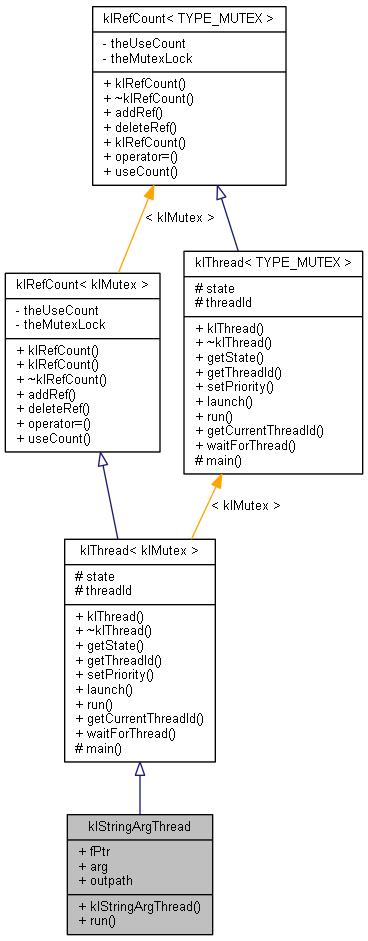 klRefCount< TYPE_MUTEX >
- theUseCount
- theMutexLock
+ klRefCount()
+ ~klRefCount()
+ addRef()
+ deleteRef()
+ klRefCount()
+ operator=()
+ useCount()
< klMutex >
klRefCount< klMutex >
- theUseCount
- theMutexLock
+ klRefCount()
+ klRefCount()
+ ~klRefCount()
+ addRef()
+ deleteRef()
+ operator=()
+ useCount()
klThread< TYPE_MUTEX >
# state
# threadId
+ klThread()
+ ~klThread()
+ getState()
+ getThreadId()
+ setPriority()
+ launch()
+ run()
+ getCurrentThreadId()
+ waitForThread()
# main()
< klMutex >
klThread< klMutex >
# state
# threadId
+ klThread()
+ ~klThread()
+ getState()
+ getThreadId()
+ setPriority()
+ launch()
+ run()
+ getCurrentThreadId()
+ waitForThread()
# main()
klStringArgThread
+ fPtr
+ arg
+ outpath
+ klStringArgThread()
+ run()